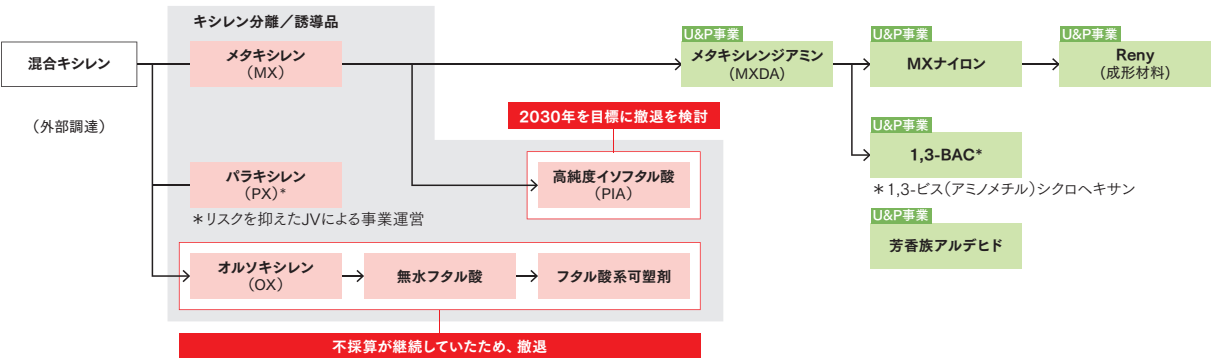 キシレン分離／誘導品
混合キシレン
（外部調達）
メタキシレン
（MX）
U&P事業
メタキシレンジアミン
（MXDA）
U&P事業
MXナイロン
U&P事業
Reny
（成形材料）
2030年を目標に撤退を検討
U&P事業
1,3-BAC*
＊1,3-ビス（アミノメチル）シクロヘキサン
パラキシレン
（PX）*
＊リスクを抑えたJVによる事業運営
高純度イソフタル酸
（PIA）
U&P事業
芳香族アルデヒド
オルソキシレン
（OX）
無水フタル酸
フタル酸系可塑剤
不採算が継続していたため、撤退